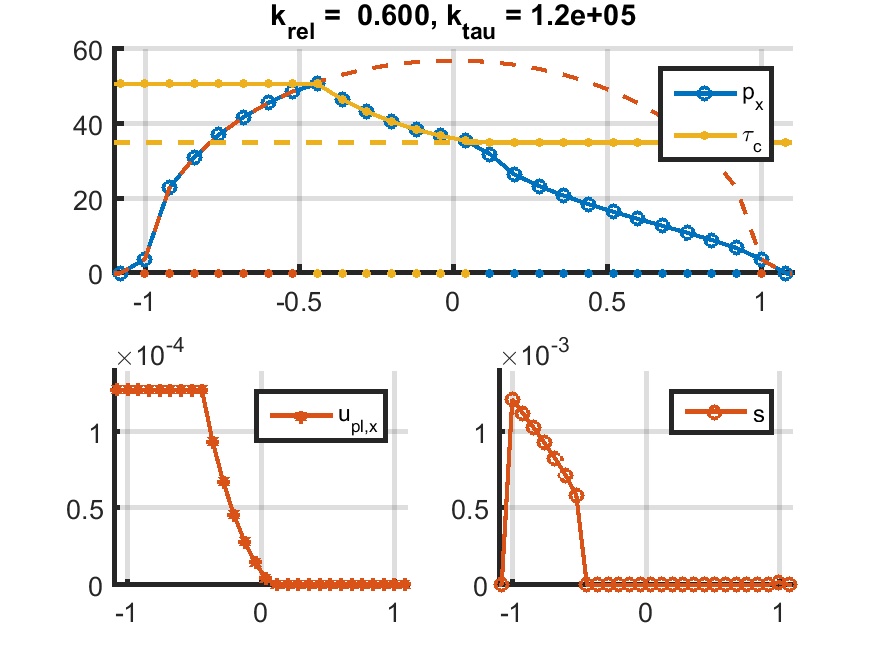 k_rel = 0.600, k_tau = 1.2e+05
60
40
20
0
-1 -0.5 0 0.5 1
p_x
τ_c
×10^-4
1
0.5
0
-1 0 1
u_pl,x
×10^-3
1
0.5
0
-1 0 1
s